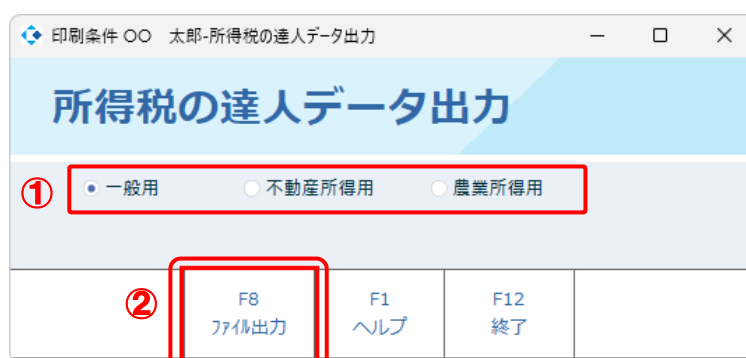 印刷条件 〇〇 太郎-所得税の達人データ出力
所得税の達人データ出力
① 一般用 不動産所得用 農業所得用
② F8 F1 F12
ﾌｧｲﾙ出力 ヘルプ 終了